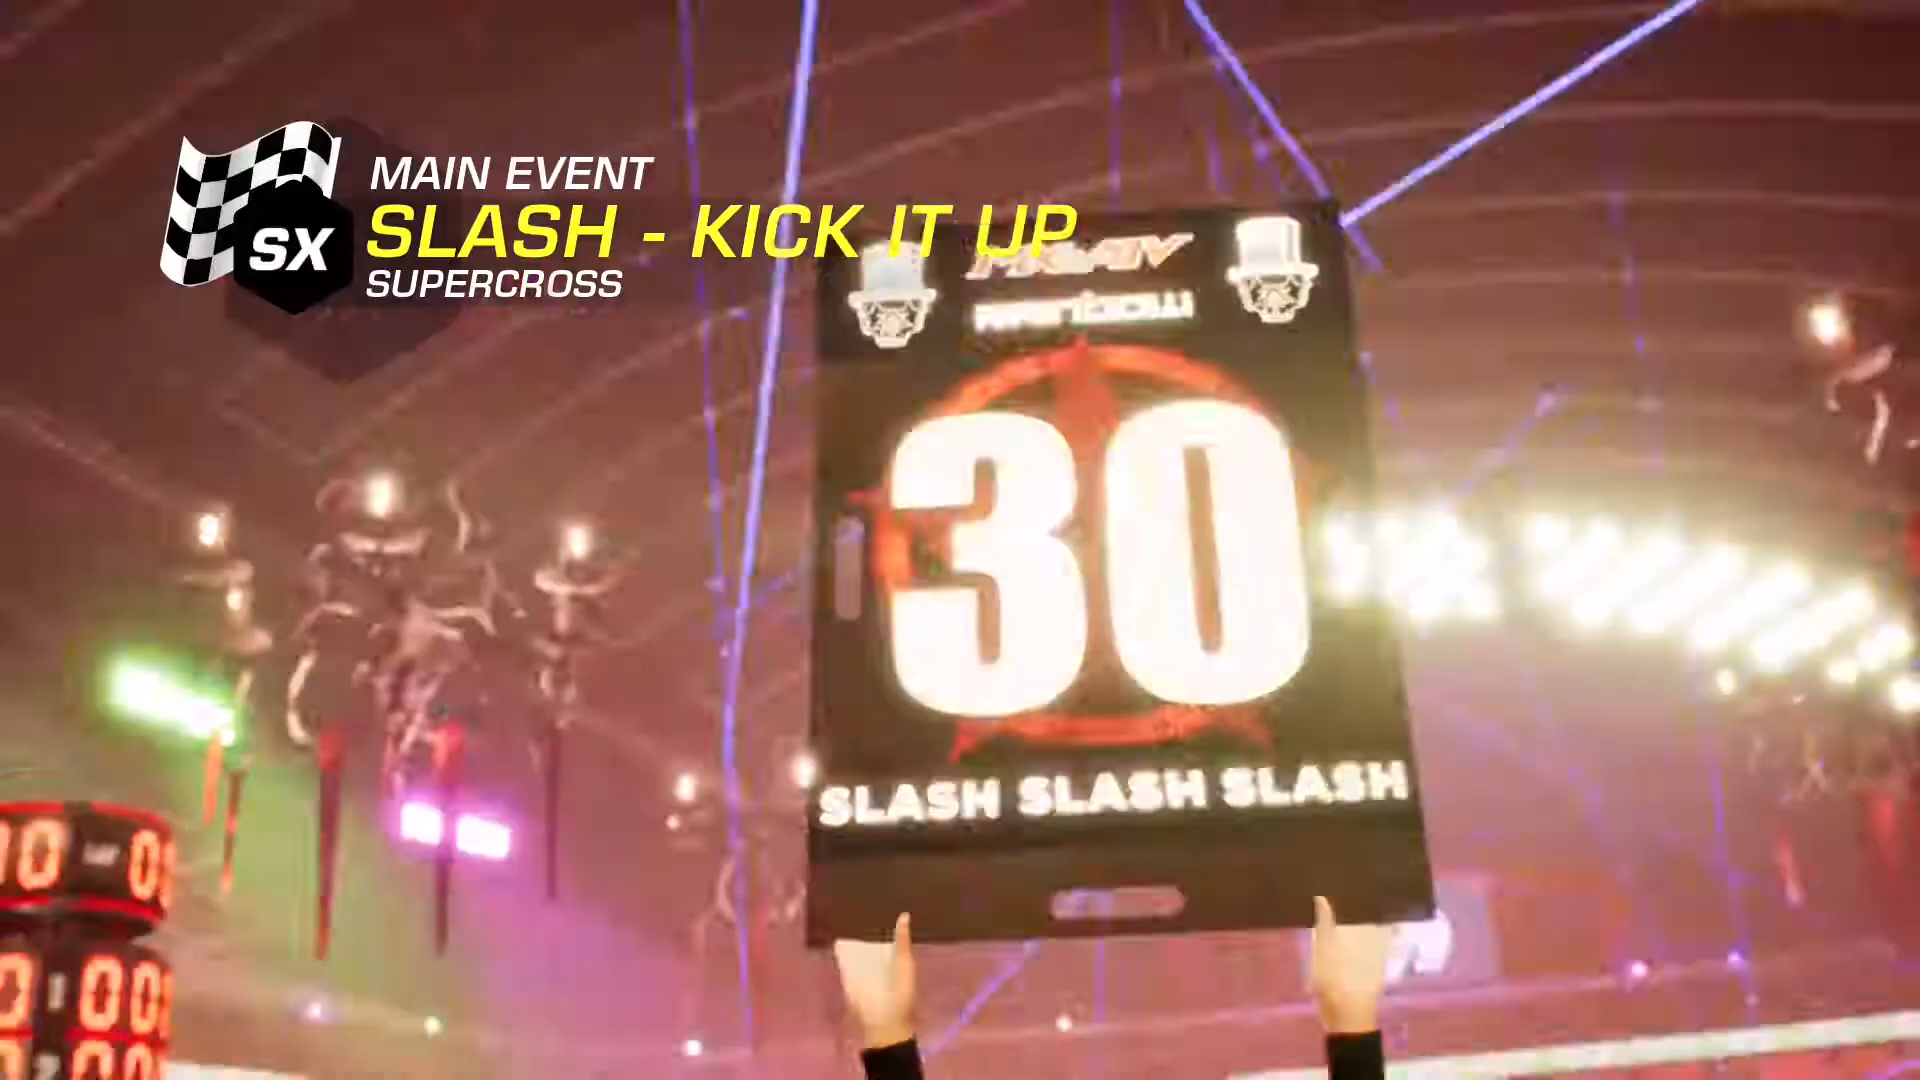 MAIN EVENT
SLASH - KICK IT UP
SX
SUPERCROSS
30
SLASH SLASH SLASH